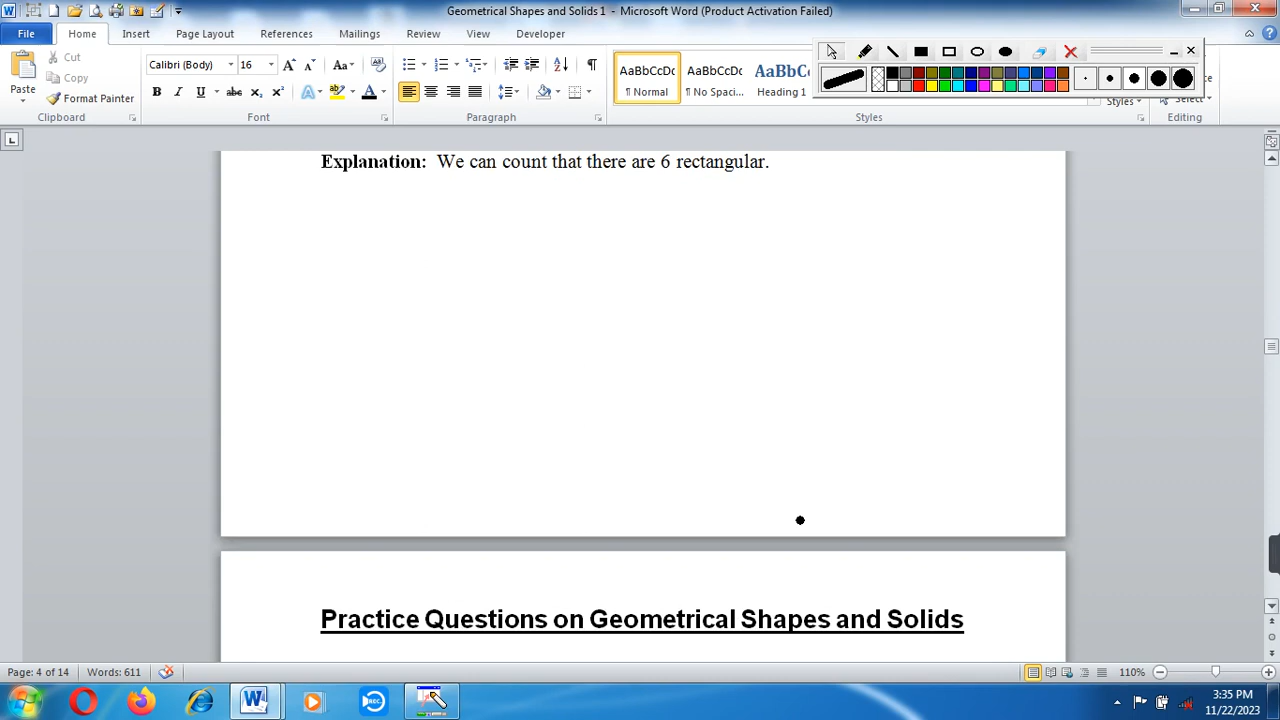 Geometrical Shapes and Solids 1 - Microsoft Word (Product Activation Failed)
File Home Insert Page Layout References Mailings Review View Developer
Cut
Copy
Format Painter
Paste
Clipboard
Calibri (Body) 16
Font
Paragraph
AaBbCcDc AaBbCcDc AaBbCc
¶ Normal ¶ No Spaci... Heading 1
Styles
Styles
Select
Editing
Explanation: We can count that there are 6 rectangular.
Practice Questions on Geometrical Shapes and Solids
Page: 4 of 14 Words: 611 110%
3:35 PM
11/22/2023